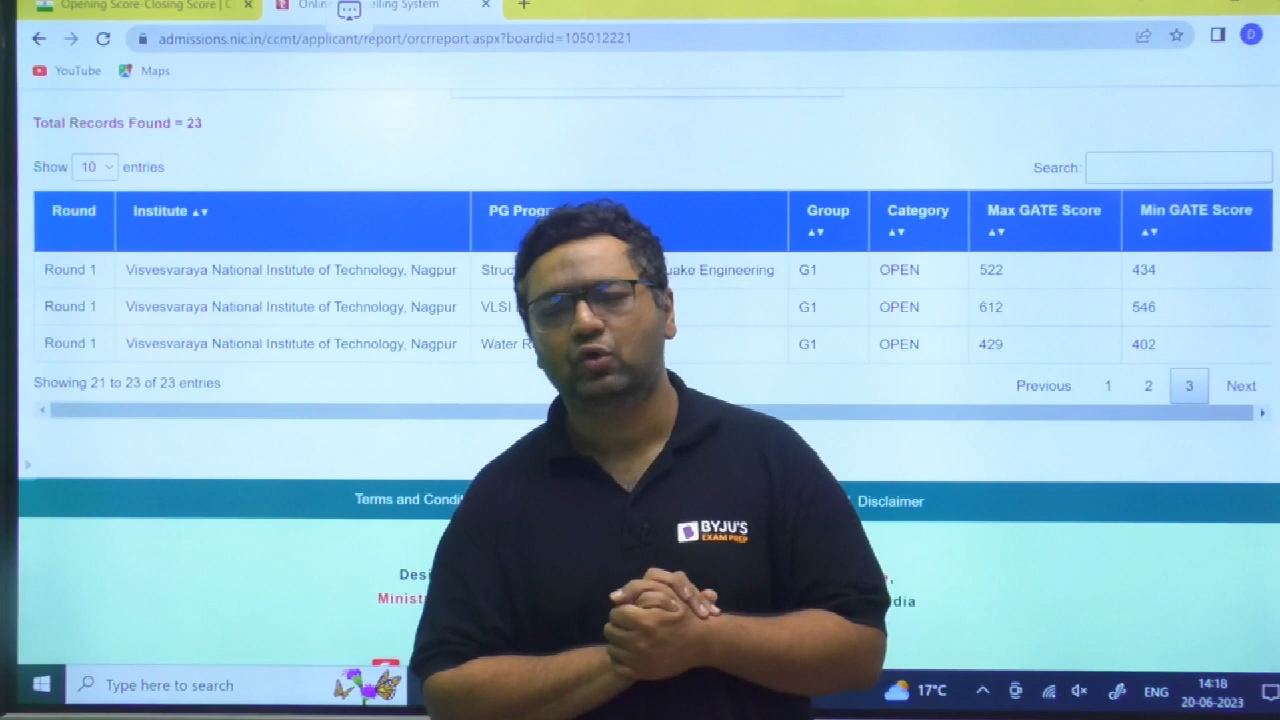 Opening Score-Closing Score | C
Onlin
elling System
admissions.nic.in/ccmt/applicant/report/orcrreport.aspx?boardid=105012221
D
YouTube
Maps
Total Records Found = 23
Show 10 entries
Search:
Round Institute PG Progr Group Category Max GATE Score Min GATE Score
Round 1 Visvesvaraya National Institute of Technology, Nagpur Struc uake Engineering G1 OPEN 522 434
Round 1 Visvesvaraya National Institute of Technology, Nagpur VLSI G1 OPEN 612 546
Round 1 Visvesvaraya National Institute of Technology, Nagpur Water R G1 OPEN 429 402
Showing 21 to 23 of 23 entries
Previous 1 2 3 Next
Terms and Condi
Disclaimer
BYJU'S
EXAM PREP
Desi
Minist
dia
Type here to search
17°C
ENG
14:18
20-06-2023